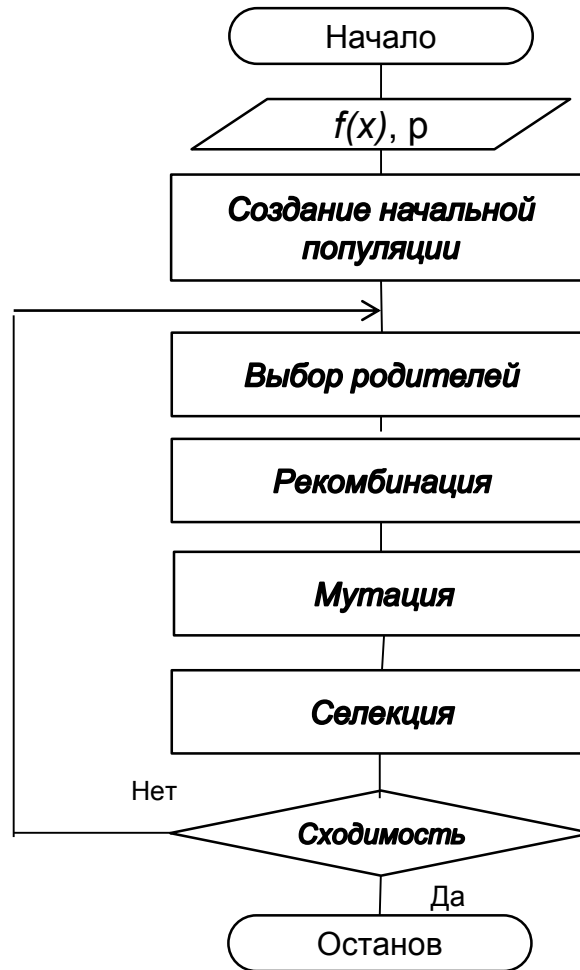 Начало
f(x), p
Создание начальной
популяции
Выбор родителей
Рекомбинация
Мутация
Селекция
Нет
Сходимость
Да
Останов